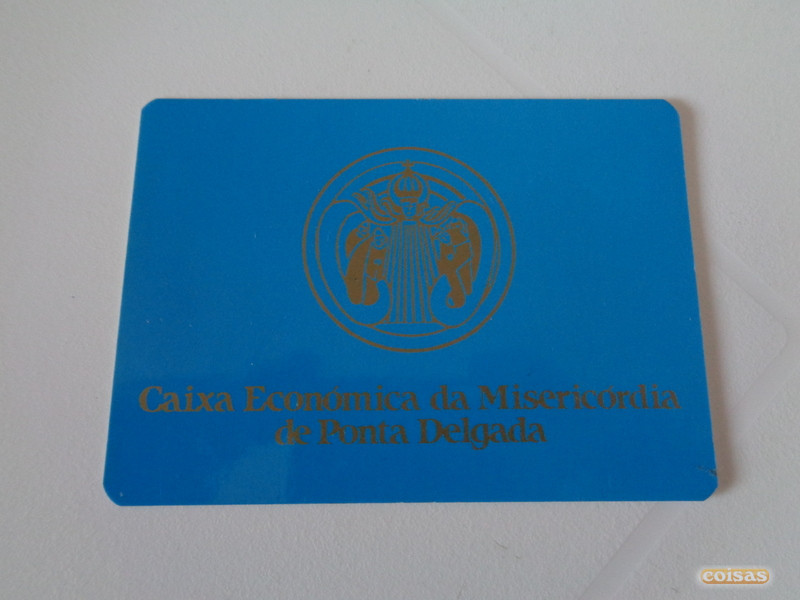 Caixa Económica da Misericórdia
de Ponta Delgada
coisas